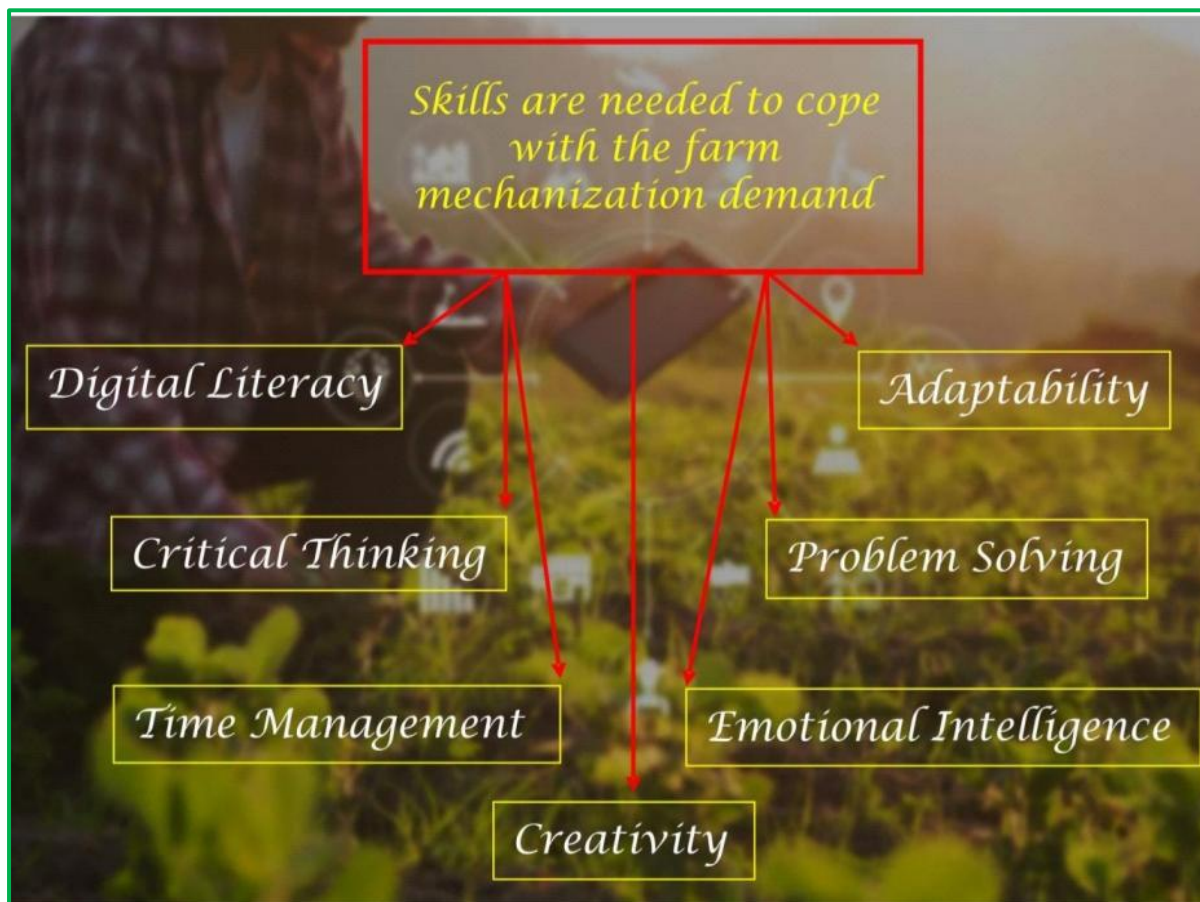 Skills are needed to cope
with the farm
mechanization demand
Digital Literacy
Adaptability
Critical Thinking
Problem Solving
Time Management
Emotional Intelligence
Creativity